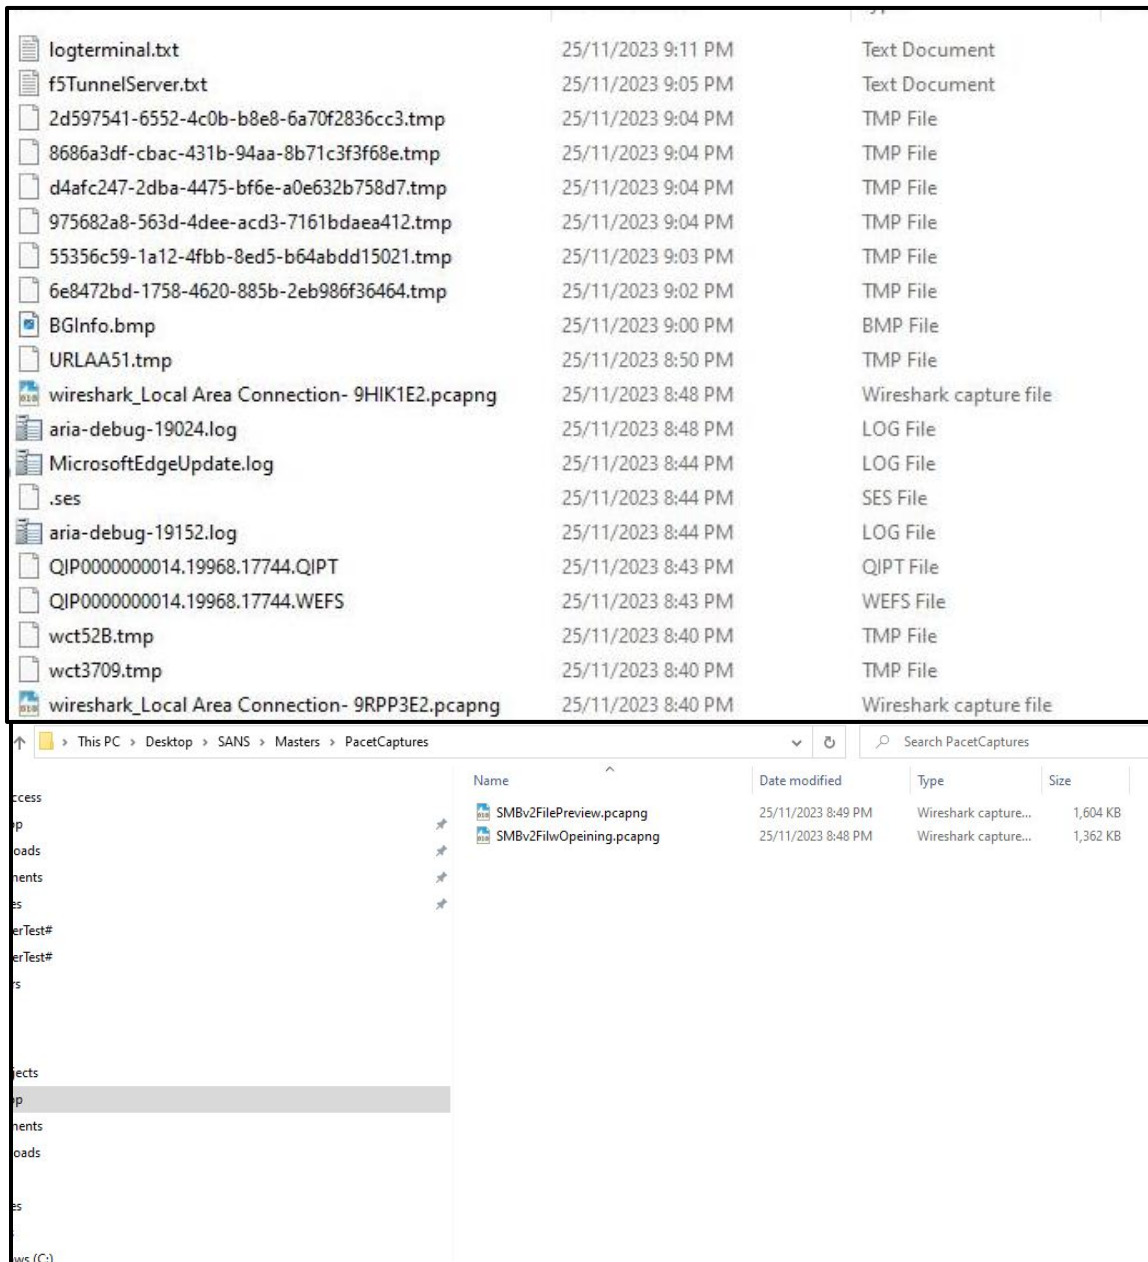 logterminal.txt 25/11/2023 9:11 PM Text Document
f5TunnelServer.txt 25/11/2023 9:05 PM Text Document
2d597541-6552-4c0b-b8e8-6a70f2836cc3.tmp 25/11/2023 9:04 PM TMP File
8686a3df-cbac-431b-94aa-8b71c3f3f68e.tmp 25/11/2023 9:04 PM TMP File
d4afc247-2dba-4475-bf6e-a0e632b758d7.tmp 25/11/2023 9:04 PM TMP File
975682a8-563d-4dee-acd3-7161bdaea412.tmp 25/11/2023 9:04 PM TMP File
55356c59-1a12-4fbb-8ed5-b64abdd15021.tmp 25/11/2023 9:03 PM TMP File
6e8472bd-1758-4620-885b-2eb986f36464.tmp 25/11/2023 9:02 PM TMP File
BGInfo.bmp 25/11/2023 9:00 PM BMP File
URLAA51.tmp 25/11/2023 8:50 PM TMP File
wireshark_Local Area Connection- 9HIK1E2.pcapng 25/11/2023 8:48 PM Wireshark capture file
aria-debug-19024.log 25/11/2023 8:48 PM LOG File
MicrosoftEdgeUpdate.log 25/11/2023 8:44 PM LOG File
.ses 25/11/2023 8:44 PM SES File
aria-debug-19152.log 25/11/2023 8:44 PM LOG File
QIP0000000014.19968.17744.QIPT 25/11/2023 8:43 PM QIPT File
QIP0000000014.19968.17744.WEFS 25/11/2023 8:43 PM WEFS File
wct52B.tmp 25/11/2023 8:40 PM TMP File
wct3709.tmp 25/11/2023 8:40 PM TMP File
wireshark_Local Area Connection- 9RPP3E2.pcapng 25/11/2023 8:40 PM Wireshark capture file
This PC > Desktop > SANS > Masters > PacetCaptures Search PacetCaptures
Name Date modified Type Size
ccess
SMBv2FilePreview.pcapng 25/11/2023 8:49 PM Wireshark capture... 1,604 KB
op
SMBv2FilwOpeining.pcapng 25/11/2023 8:48 PM Wireshark capture... 1,362 KB
oads
nents
es
erTest#
erTest#
rs
jects
op
nents
oads
es
ws (C:)